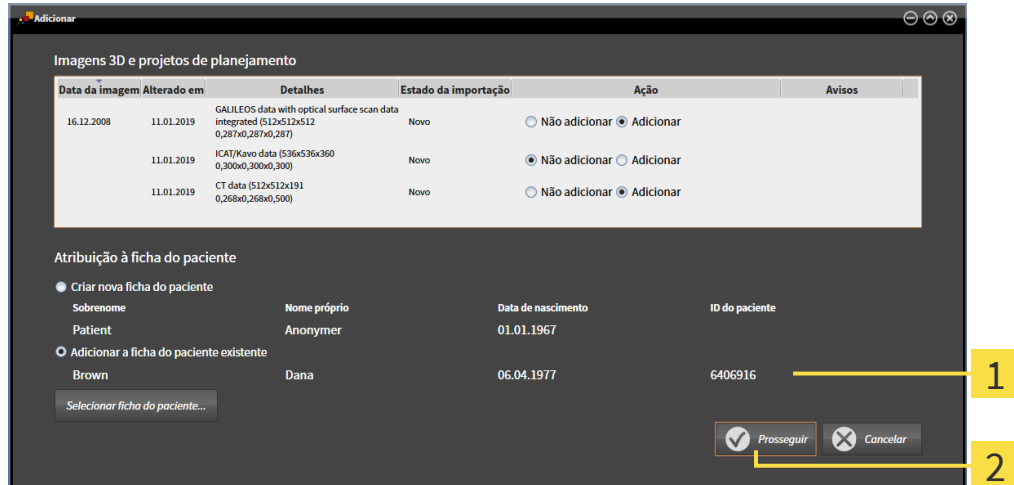 Adicionar
Imagens 3D e projetos de planejamento
Data da imagem Alterado em Detalhes Estado da importação Ação Avisos
GALILEOS data with optical surface scan data
16.12.2008 11.01.2019 integrated (512x512x512 Novo Não adicionar Adicionar
0,287x0,287x0,287)
ICAT/Kavo data (536x536x360
11.01.2019 Novo Não adicionar Adicionar
0,300x0,300x0,300)
CT data (512x512x191
11.01.2019 Novo Não adicionar Adicionar
0,268x0,268x0,500)
Atribuição à ficha do paciente
Criar nova ficha do paciente
Sobrenome Nome próprio Data de nascimento ID do paciente
Patient Anonymer 01.01.1967
Adicionar a ficha do paciente existente
Brown Dana 06.04.1977 6406916 1
Selecionar ficha do paciente...
Prosseguir Cancelar
2